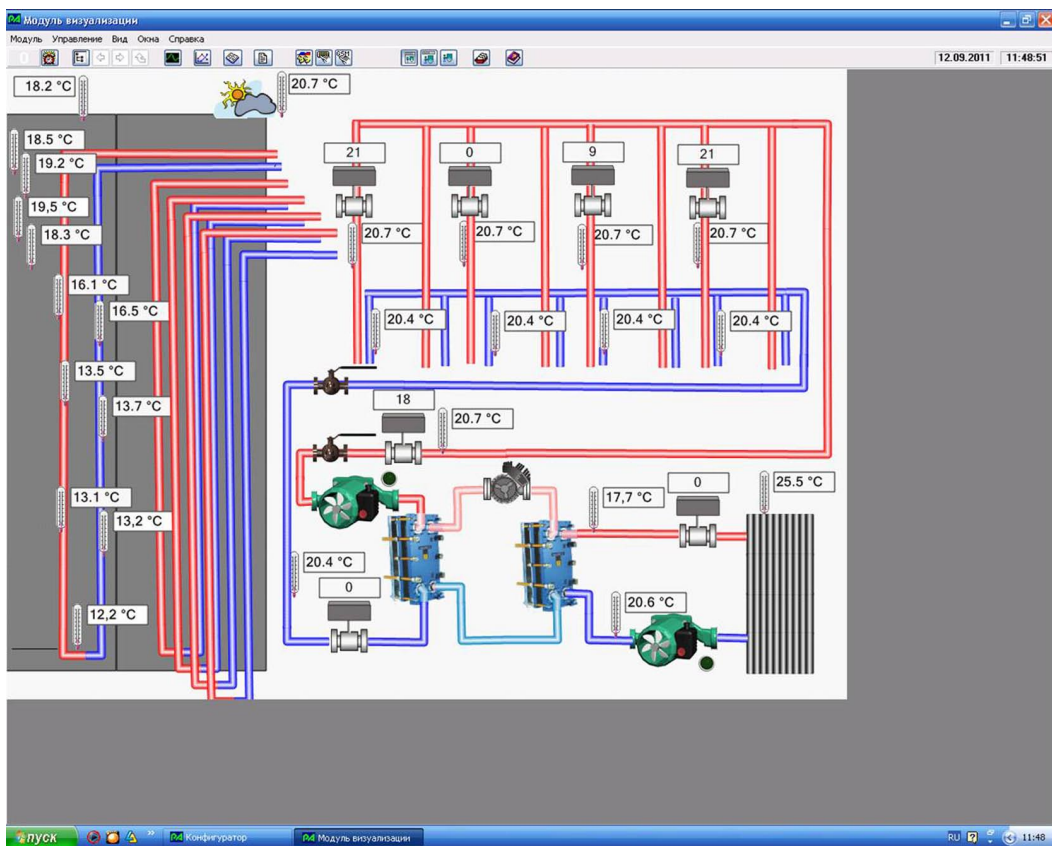 Модуль визуализации
Модуль Управление Вид Окна Справка
12.09.2011 11:48:51
18.2 °C
20.7 °C
18.5 °C
19.2 °C
19,5 °C
18.3 °C
21
0
9
21
20.7 °C
20.7 °C
20.7 °C
20.7 °C
16.1 °C
16.5 °C
20.4 °C
20.4 °C
20.4 °C
20.4 °C
13.5 °C
13.7 °C
18
20.7 °C
13.1 °C
13,2 °C
17,7 °C
0
25.5 °C
20.4 °C
0
20.6 °C
12,2 °C
пуск
Конфигуратор
Модуль визуализации
RU
11:48